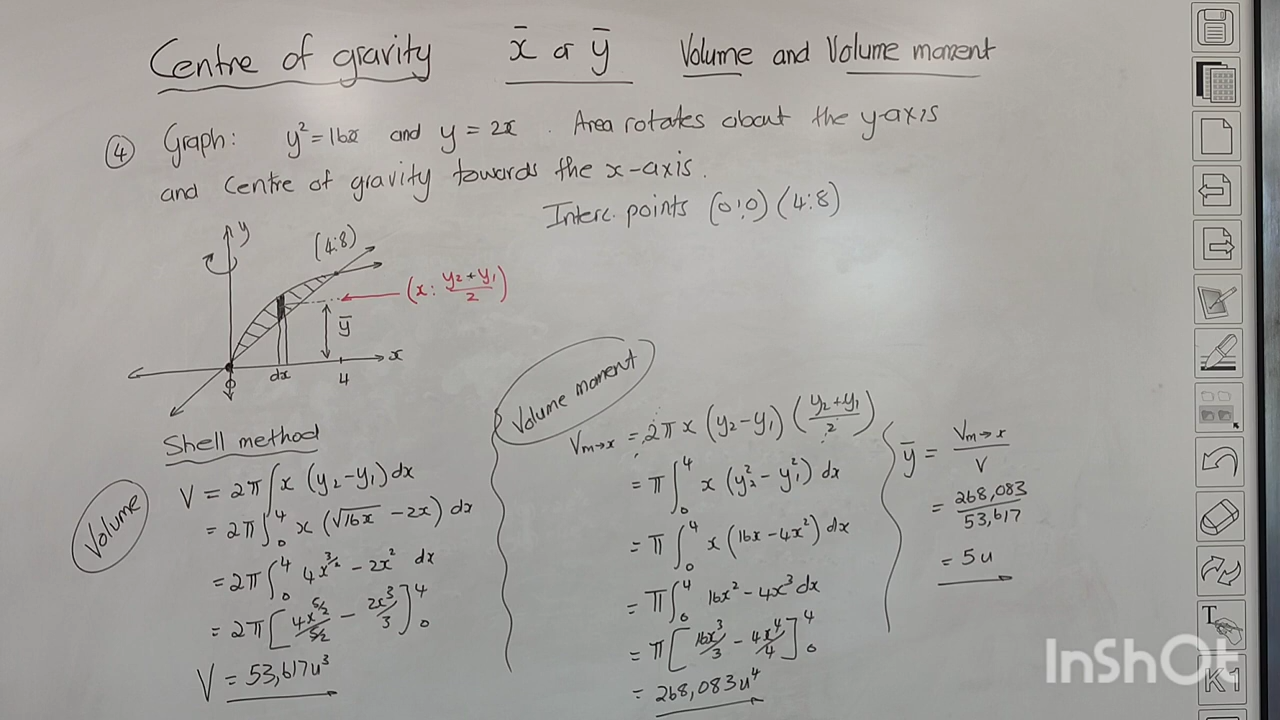 Centre of gravity x̄ or ȳ Volume and Volume moment
④ Graph: y² = 16x and y = 2x . Area rotates about the y-axis
and centre of gravity towards the x-axis.
Interc. points (0;0) (4;8)
y
(4;8)
(x; (y₂+y₁)/2)
ȳ
x
0
dx
4
Shell method
Volume
V = 2π∫x (y₂-y₁) dx
= 2π∫₀⁴ x (√16x - 2x) dx
= 2π∫₀⁴ 4x^(3/2) - 2x² dx
= 2π[4x^(5/2)/(5/2) - 2x³/3]₀⁴
V = 53,617u³
Volume moment
Vm→x = 2πx (y₂-y₁) ((y₂+y₁)/2)
= π∫₀⁴ x (y₂² - y₁²) dx
= π∫₀⁴ x (16x - 4x²) dx
= π∫₀⁴ 16x² - 4x³ dx
= π[16x³/3 - 4x⁴/4]₀⁴
= 268,083u⁴
ȳ = Vm→x/V
= 268,083/53,617
= 5u
T
K1
InShOt